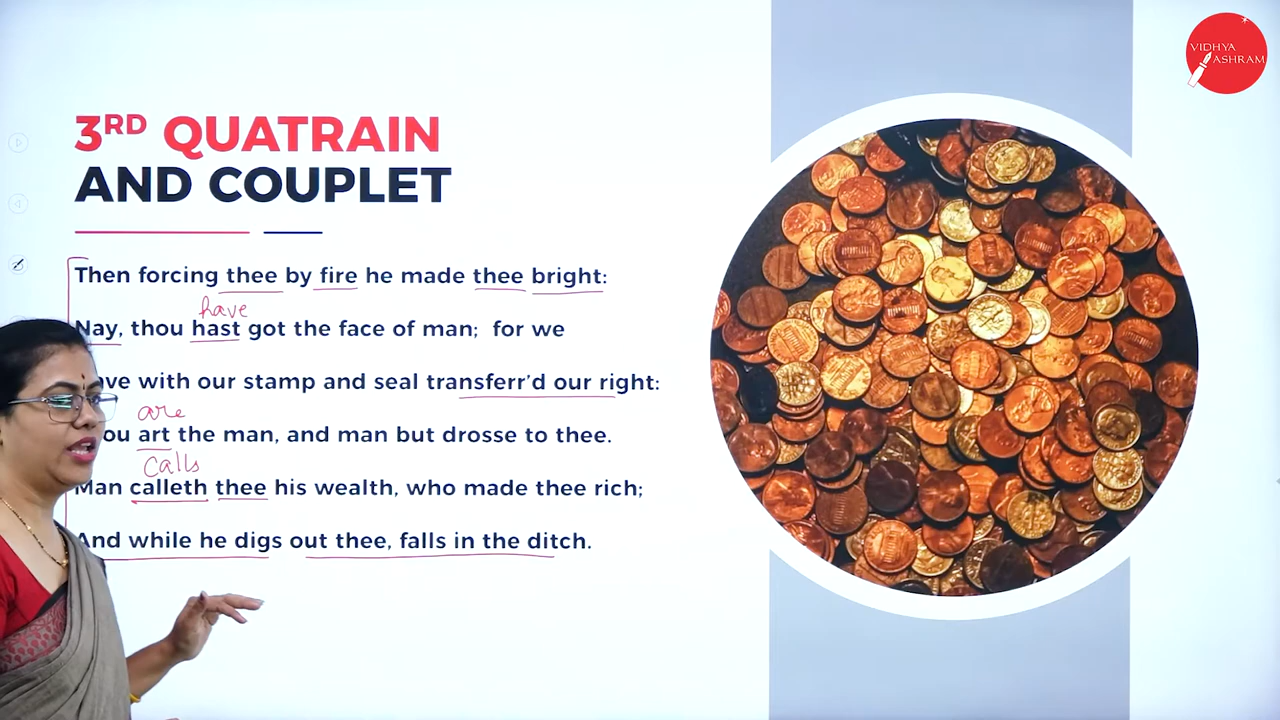 VIDHYA
ASHRAM
3RD QUATRAIN
AND COUPLET
Then forcing thee by fire he made thee bright:
have
Nay, thou hast got the face of man; for we
with our stamp and seal transferr'd our right:
are
art the man, and man but drosse to thee.
calls
Man calleth thee his wealth, who made thee rich;
And while he digs out thee, falls in the ditch.